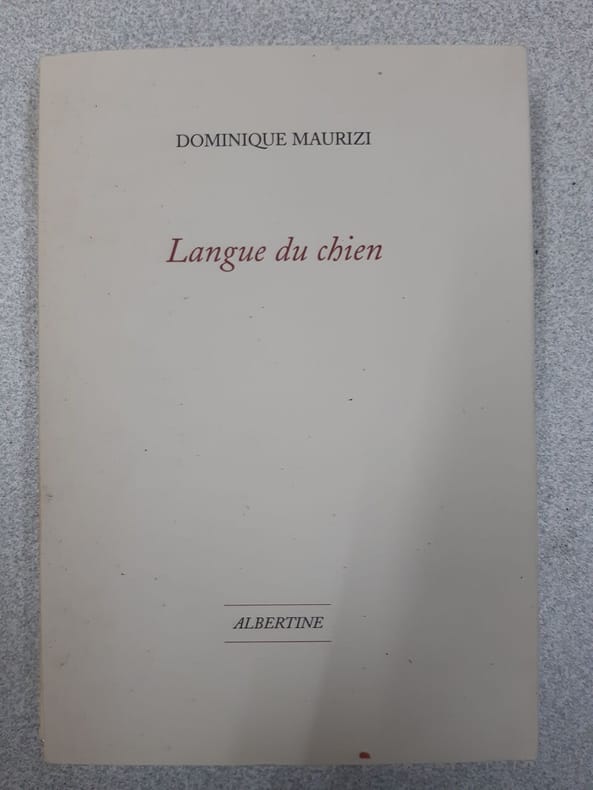 DOMINIQUE MAURIZI
Langue du chien
ALBERTINE